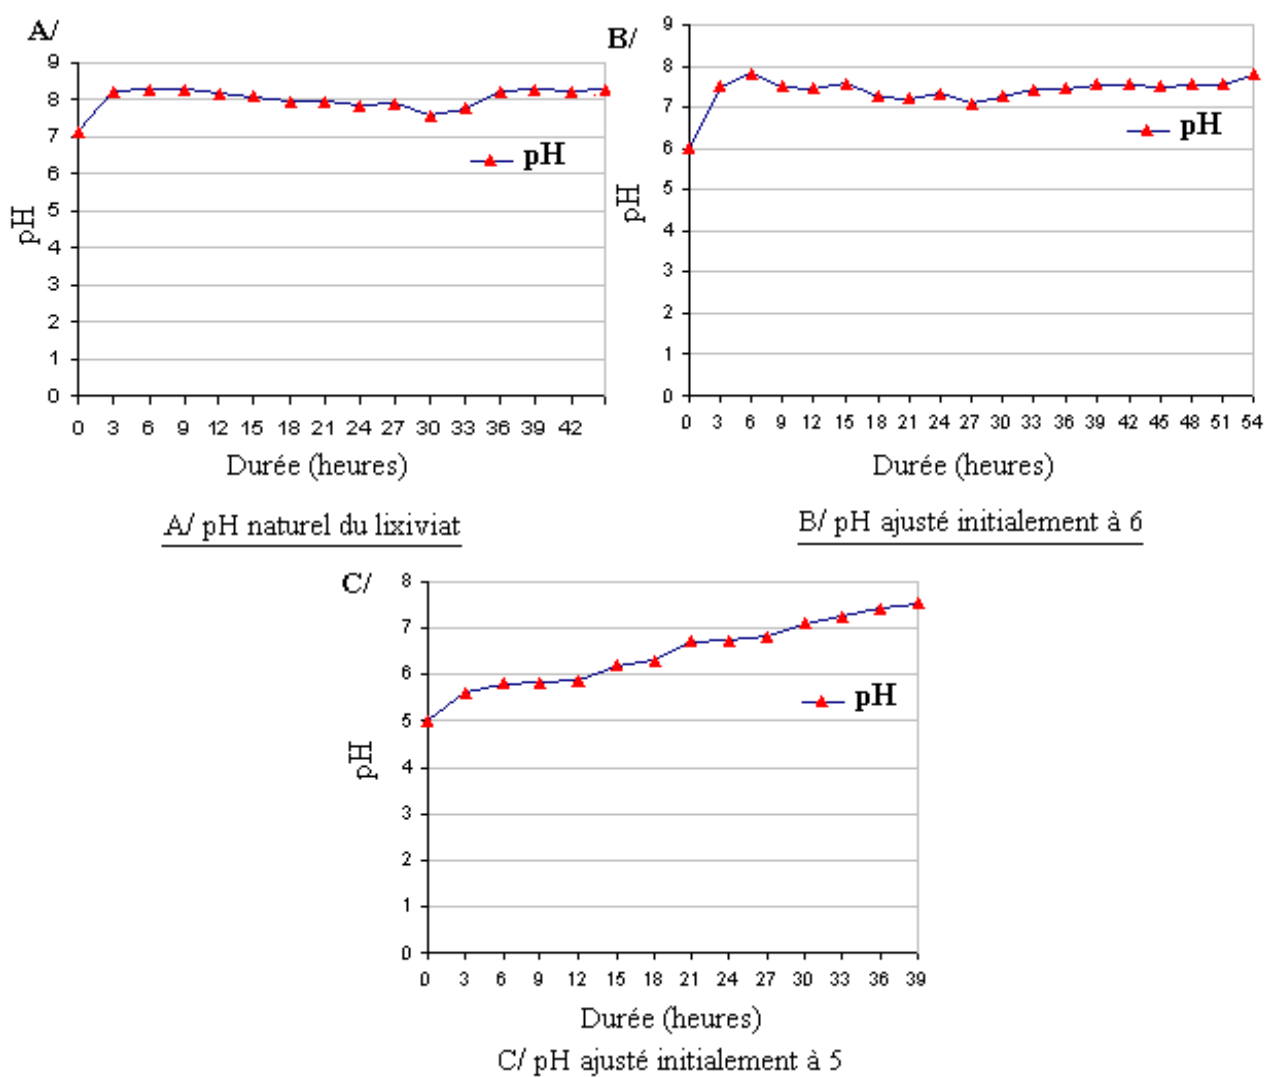 A/
9
8
7
6
5
4
3
2
1
0
pH
pH
0 3 6 9 12 15 18 21 24 27 30 33 36 39 42
Durée (heures)
A/ pH naturel du lixiviat
B/
9
8
7
6
5
4
3
2
1
0
pH
pH
0 3 6 9 12 15 18 21 24 27 30 33 36 39 42 45 48 51 54
Durée (heures)
B/ pH ajusté initialement à 6
C/
8
7
6
5
4
3
2
1
0
pH
pH
0 3 6 9 12 15 18 21 24 27 30 33 36 39
Durée (heures)
C/ pH ajusté initialement à 5